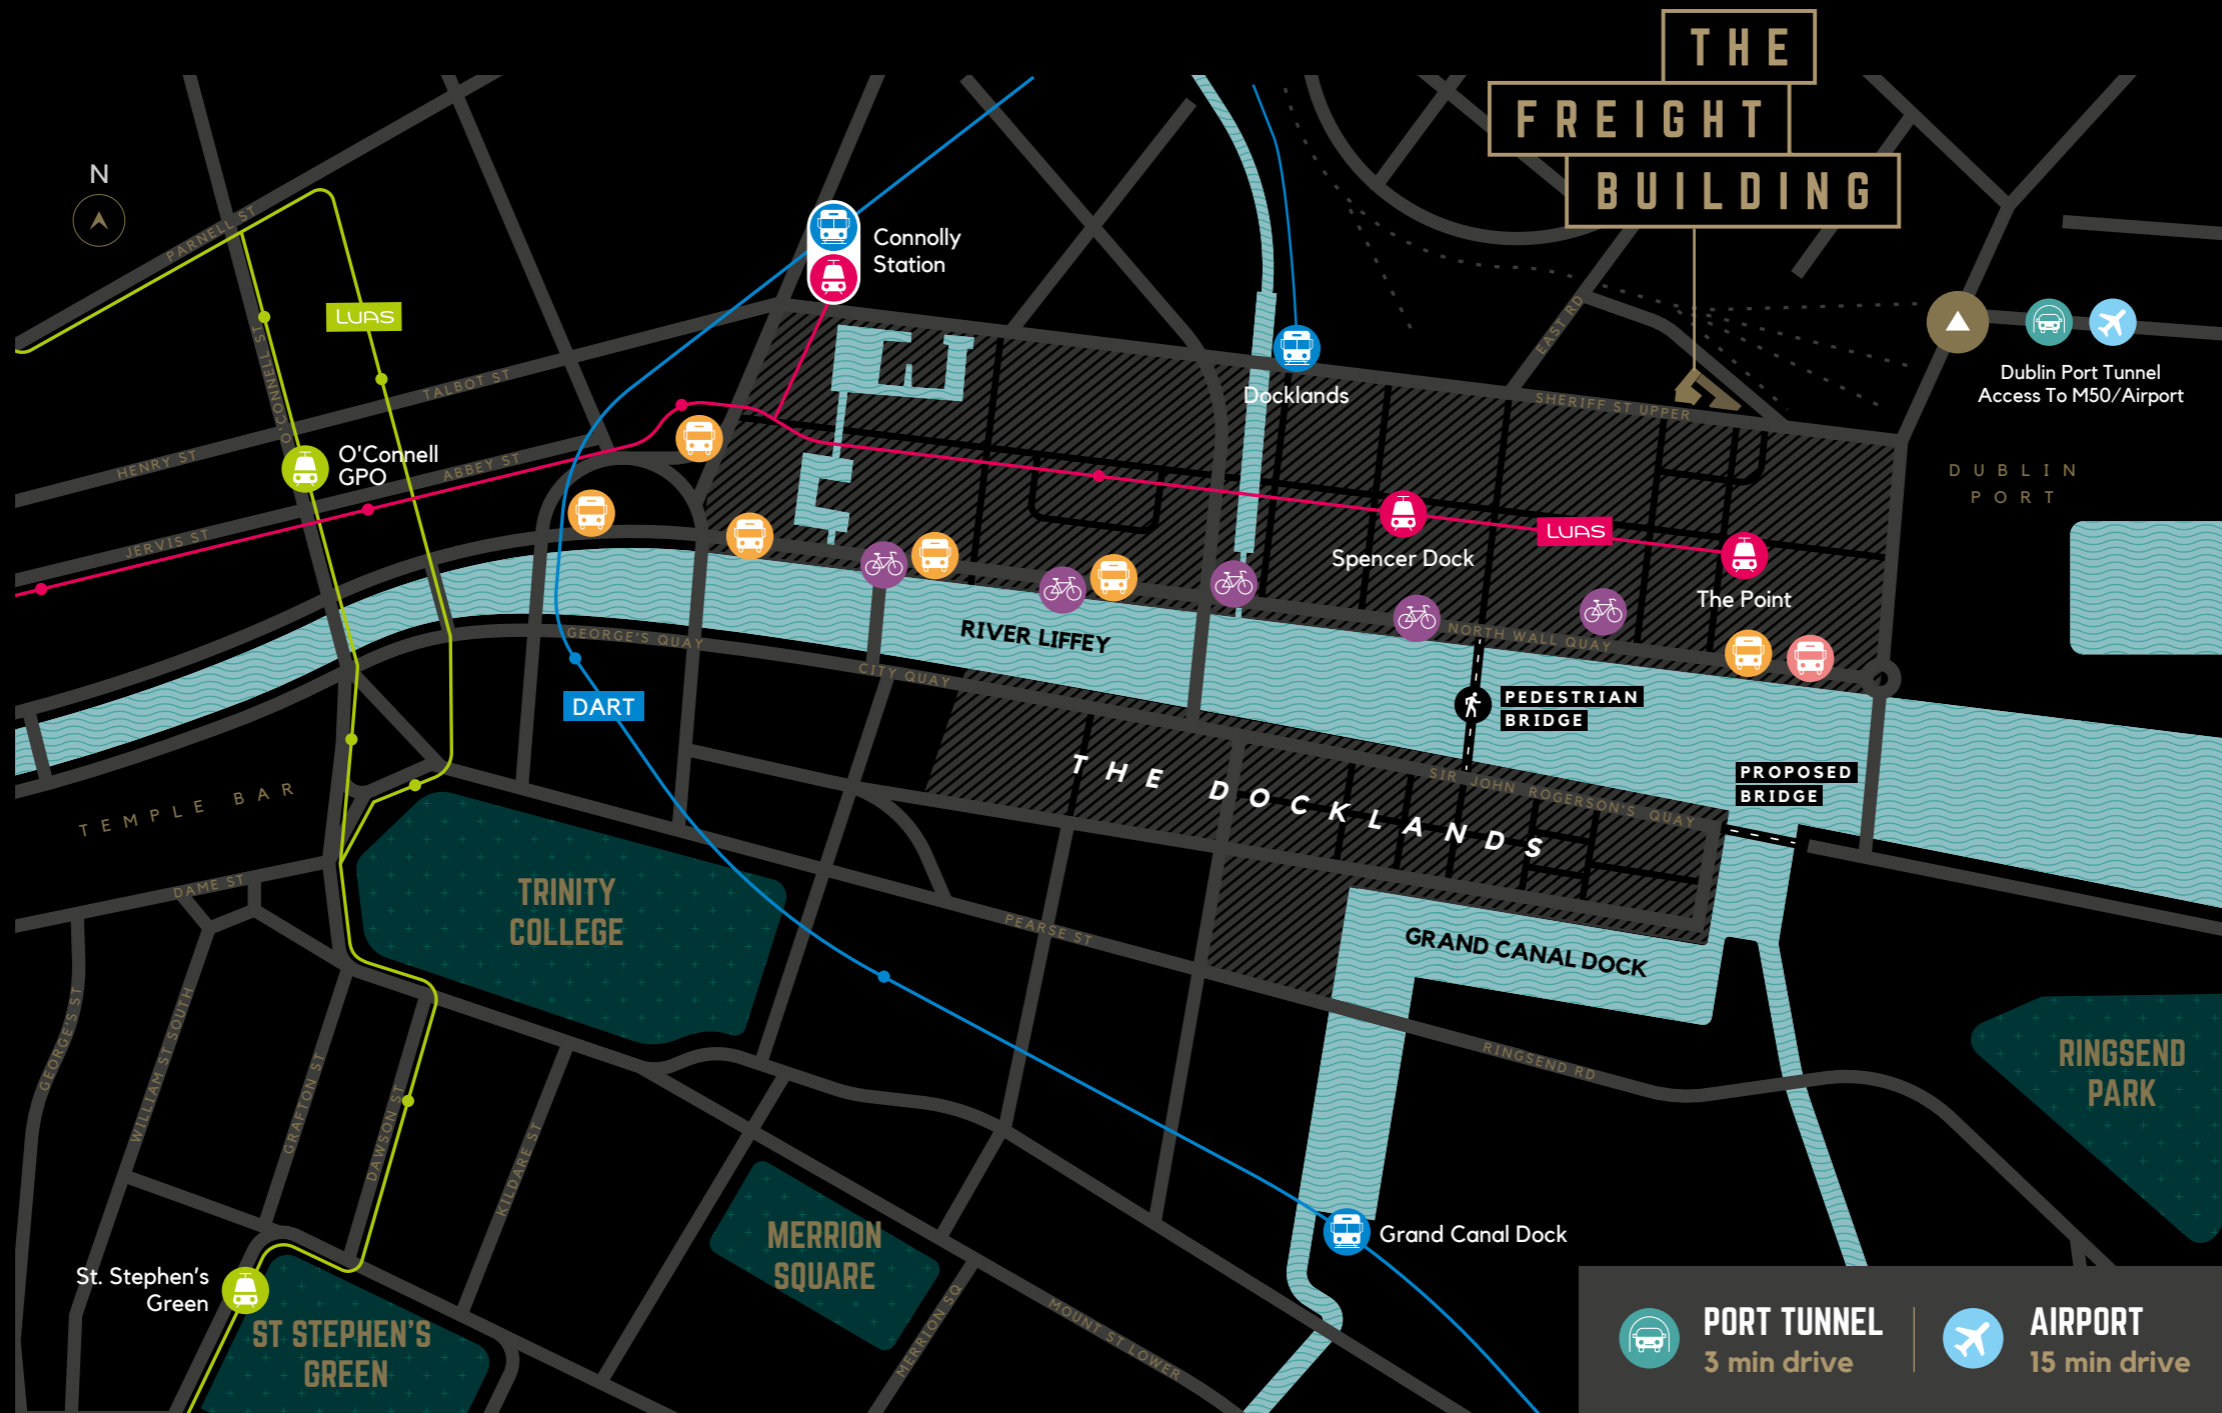 THE
FREIGHT
BUILDING
N
PARNELL ST
LUAS
O'CONNELL ST
TALBOT ST
HENRY ST
ABBEY ST
JERVIS ST
O'Connell
GPO
Connolly
Station
Docklands
EAST RD
SHERIFF ST UPPER
Dublin Port Tunnel
Access To M50/Airport
DUBLIN
PORT
Spencer Dock
LUAS
The Point
NORTH WALL QUAY
RIVER LIFFEY
GEORGE'S QUAY
CITY QUAY
DART
PEDESTRIAN
BRIDGE
PROPOSED
BRIDGE
THE DOCKLANDS
SIR JOHN ROGERSON'S QUAY
TEMPLE BAR
DAME ST
TRINITY
COLLEGE
PEARSE ST
GRAND CANAL DOCK
RINGSEND RD
RINGSEND
PARK
GEORGE'S ST
WILLIAM ST SOUTH
GRAFTON ST
DAWSON ST
KILDARE ST
MERRION
SQUARE
MERRION SQ
MOUNT ST LOWER
Grand Canal Dock
St. Stephen's
Green
ST STEPHEN'S
GREEN
PORT TUNNEL
3 min drive
AIRPORT
15 min drive